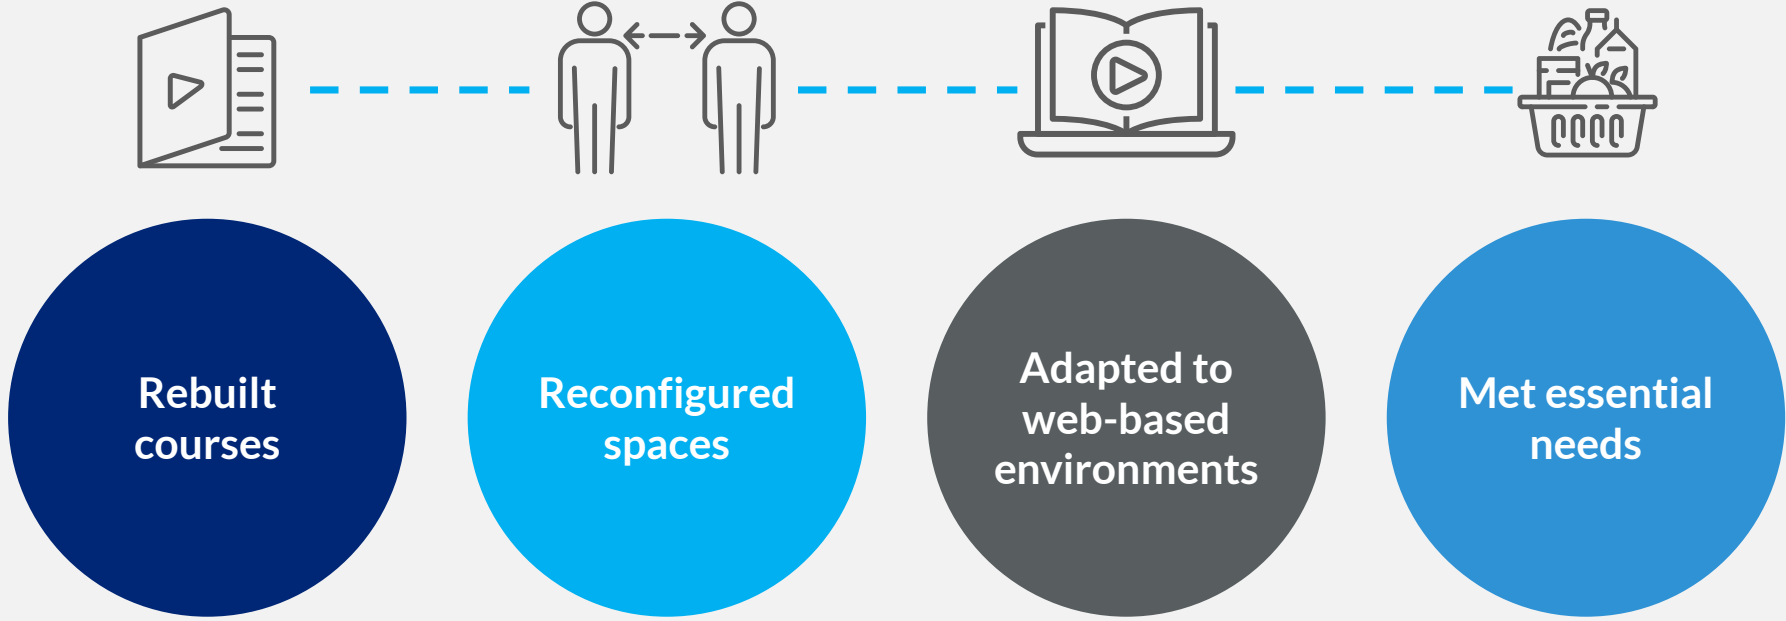 Rebuilt
courses
Reconfigured
spaces
Adapted to
web-based
environments
Met essential
needs